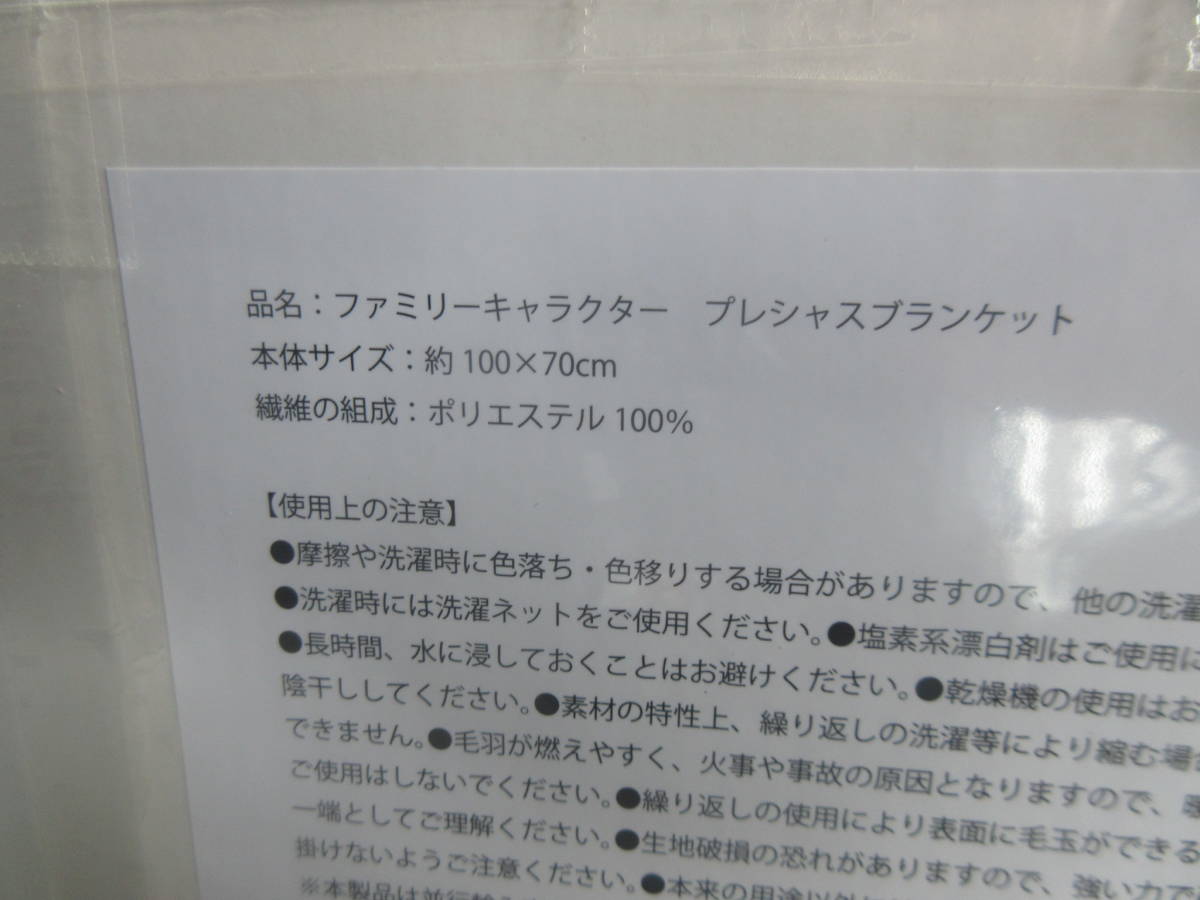 品名：ファミリーキャラクター　プレシャスブランケット
本体サイズ：約 100×70cm
繊維の組成：ポリエステル 100%
【使用上の注意】
●摩擦や洗濯時に色落ち・色移りする場合がありますので、他の洗濯
●洗濯時には洗濯ネットをご使用ください。●塩素系漂白剤はご使用に
●長時間、水に浸しておくことはお避けください。●乾燥機の使用はお
陰干ししてください。●素材の特性上、繰り返しの洗濯等により縮む場合
できません。●毛羽が燃えやすく、火事や事故の原因となりますので、
ご使用はしないでください。●繰り返しの使用により表面に毛玉ができる
一端としてご理解ください。●生地破損の恐れがありますので、強い力で
掛けないようご注意ください。●本来の用途以外に
※本製品は並行輸入